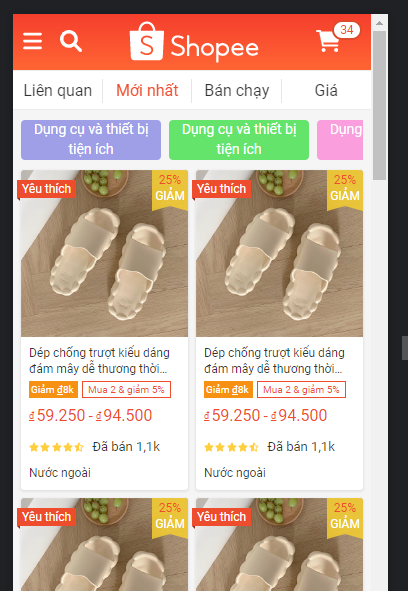 34
Shopee
Liên quan
Mới nhất
Bán chạy
Giá
Dụng cụ và thiết bị
tiện ích
Dụng cụ và thiết bị
tiện ích
Dụng
Yêu thích
25%
GIẢM
Dép chống trượt kiểu dáng
đám mây dễ thương thời...
Giảm ₫8k
Mua 2 & giảm 5%
₫59.250 - ₫94.500
Đã bán 1,1k
Nước ngoài
Yêu thích
25%
GIẢM
Dép chống trượt kiểu dáng
đám mây dễ thương thời...
Giảm ₫8k
Mua 2 & giảm 5%
₫59.250 - ₫94.500
Đã bán 1,1k
Nước ngoài
Yêu thích
25%
GIẢM
Yêu thích
25%
GIẢM